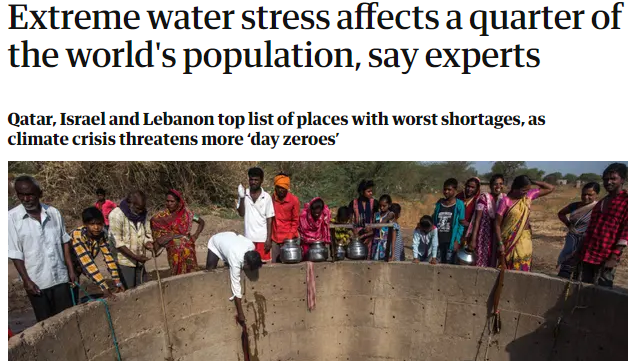 Extreme water stress affects a quarter of
the world's population, say experts
Qatar, Israel and Lebanon top list of places with worst shortages, as
climate crisis threatens more ‘day zeroes’